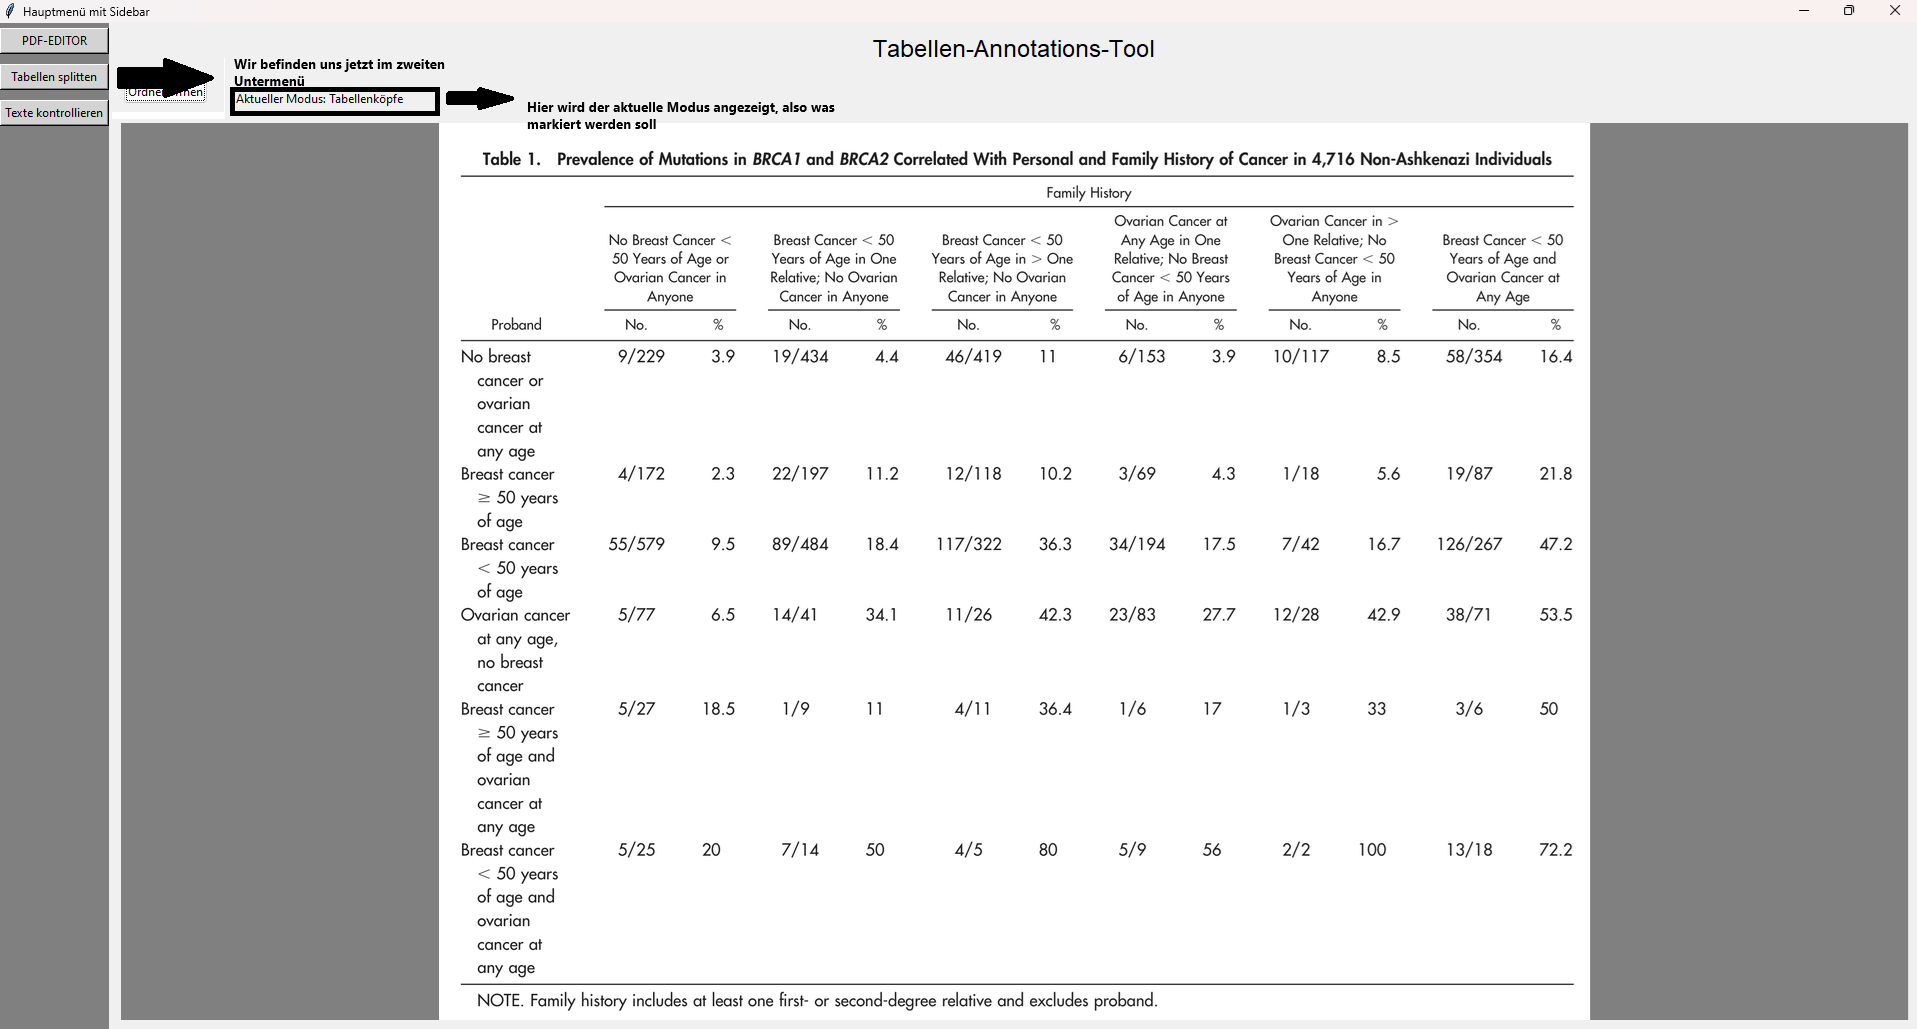 Hauptmenü mit Sidebar
PDF-EDITOR
Tabellen splitten
Texte kontrollieren
Tabellen-Annotations-Tool
Wir befinden uns jetzt im zweiten
Untermenü
Aktueller Modus: Tabellenköpfe
Hier wird der aktuelle Modus angezeigt, also was
markiert werden soll
Table 1. Prevalence of Mutations in BRCA1 and BRCA2 Correlated With Personal and Family History of Cancer in 4,716 Non-Ashkenazi Individuals
Family History
No Breast Cancer <
50 Years of Age or
Ovarian Cancer in
Anyone
Breast Cancer < 50
Years of Age in One
Relative; No Ovarian
Cancer in Anyone
Breast Cancer < 50
Years of Age in > One
Relative; No Ovarian
Cancer in Anyone
Ovarian Cancer at
Any Age in One
Relative; No Breast
Cancer < 50 Years
of Age in Anyone
Ovarian Cancer in >
One Relative; No
Breast Cancer < 50
Years of Age in
Anyone
Breast Cancer < 50
Years of Age and
Ovarian Cancer at
Any Age
Proband No. % No. % No. % No. % No. % No. %
No breast 9/229 3.9 19/434 4.4 46/419 11 6/153 3.9 10/117 8.5 58/354 16.4
cancer or
ovarian
cancer at
any age
Breast cancer 4/172 2.3 22/197 11.2 12/118 10.2 3/69 4.3 1/18 5.6 19/87 21.8
≥ 50 years
of age
Breast cancer 55/579 9.5 89/484 18.4 117/322 36.3 34/194 17.5 7/42 16.7 126/267 47.2
< 50 years
of age
Ovarian cancer 5/77 6.5 14/41 34.1 11/26 42.3 23/83 27.7 12/28 42.9 38/71 53.5
at any age,
no breast
cancer
Breast cancer 5/27 18.5 1/9 11 4/11 36.4 1/6 17 1/3 33 3/6 50
≥ 50 years
of age and
ovarian
cancer at
any age
Breast cancer 5/25 20 7/14 50 4/5 80 5/9 56 2/2 100 13/18 72.2
< 50 years
of age and
ovarian
cancer at
any age
NOTE. Family history includes at least one first- or second-degree relative and excludes proband.